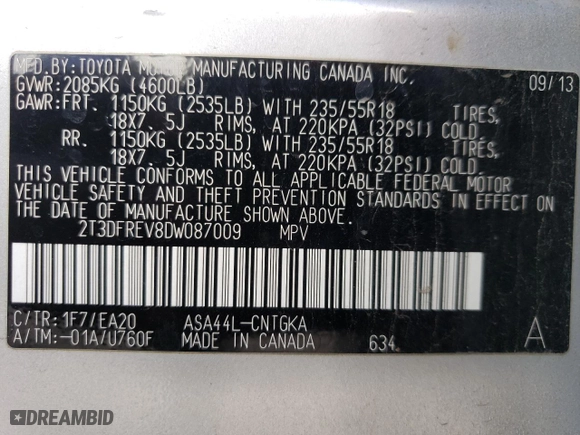 MFD.BY:TOYOTA MOTOR MANUFACTURING CANADA INC.
09/13
GVWR:2085KG (4600LB)
GAWR:FRT. 1150KG (2535LB) WITH 235/55R18 TIRES,
18X7. 5J RIMS, AT 220KPA (32PSI) COLD.
RR. 1150KG (2535LB) WITH 235/55R18 TIRES,
18X7. 5J RIMS, AT 220KPA (32PSI) COLD.
THIS VEHICLE CONFORMS TO ALL APPLICABLE FEDERAL MOTOR
VEHICLE SAFETY AND THEFT PREVENTION STANDARDS IN EFFECT ON
THE DATE OF MANUFACTURE SHOWN ABOVE.
2T3DFREV8DW087009 MPV
C/TR:1F7/EA20 ASA44L-CNTGKA
A/TM:-01A/U760F MADE IN CANADA 634
A
DREAMBID